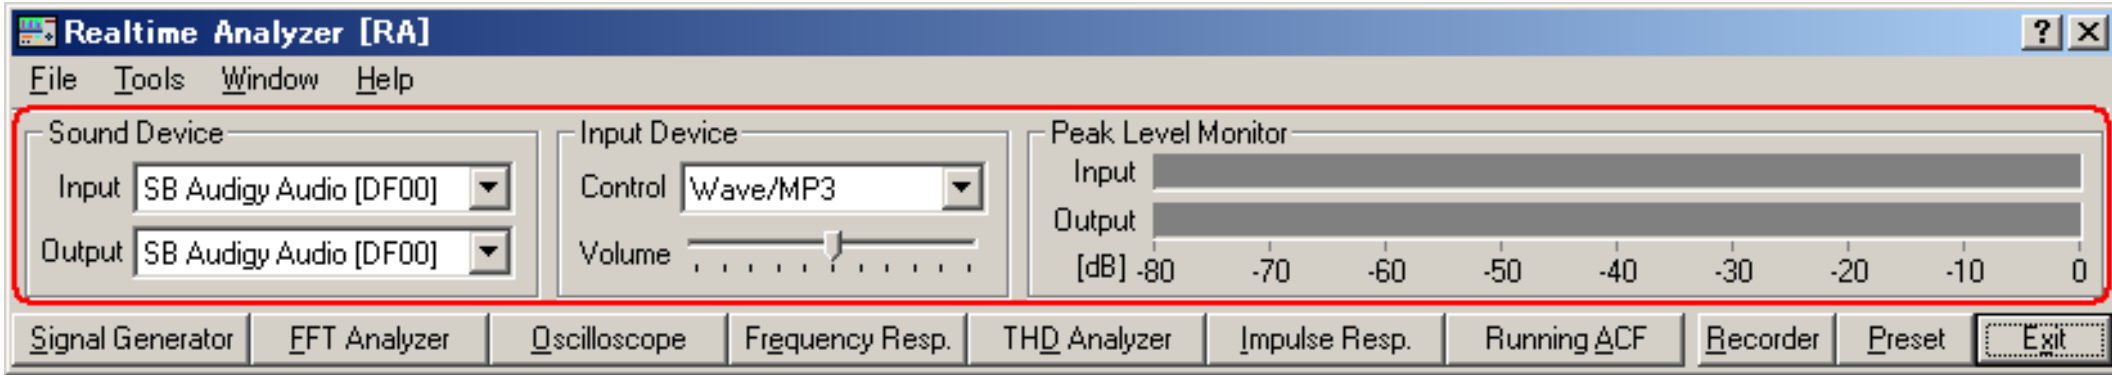 Realtime Analyzer [RA]
? X
File Tools Window Help
Sound Device
Input SB Audigy Audio [DF00]
Output SB Audigy Audio [DF00]
Input Device
Control Wave/MP3
Volume
Peak Level Monitor
Input
Output
[dB] -80 -70 -60 -50 -40 -30 -20 -10 0
Signal Generator FFT Analyzer Oscilloscope Frequency Resp. THD Analyzer Impulse Resp. Running ACF Recorder Preset Exit